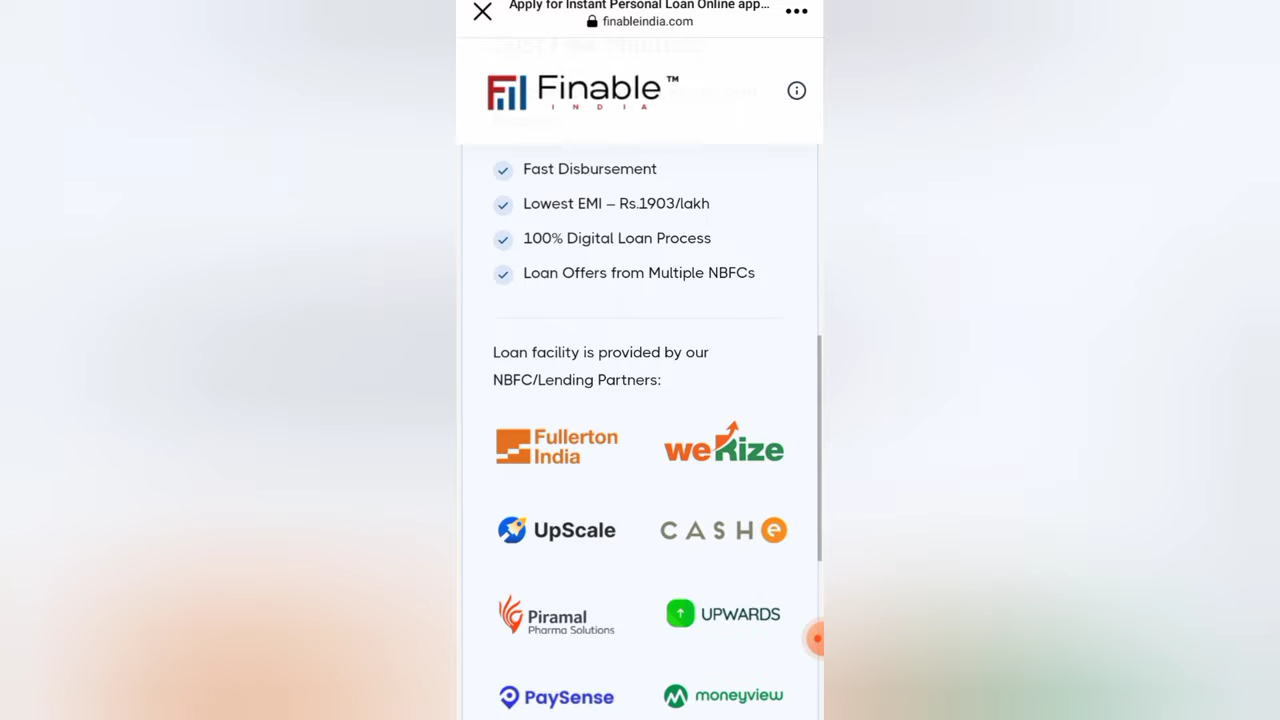 Apply for Instant Personal Loan Online app...
finableindia.com
Finable™
INDIA
Fast Disbursement
Lowest EMI – Rs.1903/lakh
100% Digital Loan Process
Loan Offers from Multiple NBFCs
Loan facility is provided by our
NBFC/Lending Partners:
Fullerton
India
weRize
UpScale
CASHe
Piramal
Pharma Solutions
UPWARDS
PaySense
moneyview